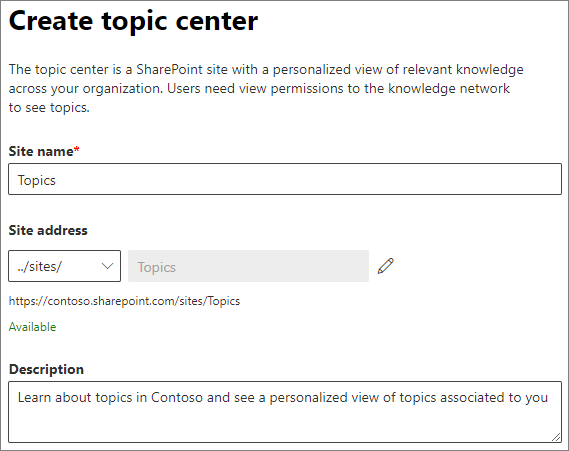 Create topic center
The topic center is a SharePoint site with a personalized view of relevant knowledge
across your organization. Users need view permissions to the knowledge network
to see topics.
Site name*
Topics
Site address
../sites/ Topics
https://contoso.sharepoint.com/sites/Topics
Available
Description
Learn about topics in Contoso and see a personalized view of topics associated to you